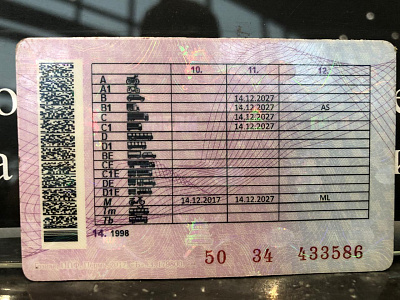 10. 11. 12.
A
A1
B 14.12.2027
B1 14.12.2027 AS
C 14.12.2027
C1 14.12.2027
D
D1
BE
CE
C1E
DE
D1E
M 14.12.2017 14.12.2027 ML
Tm
Tb
14. 1998
50 34 433586